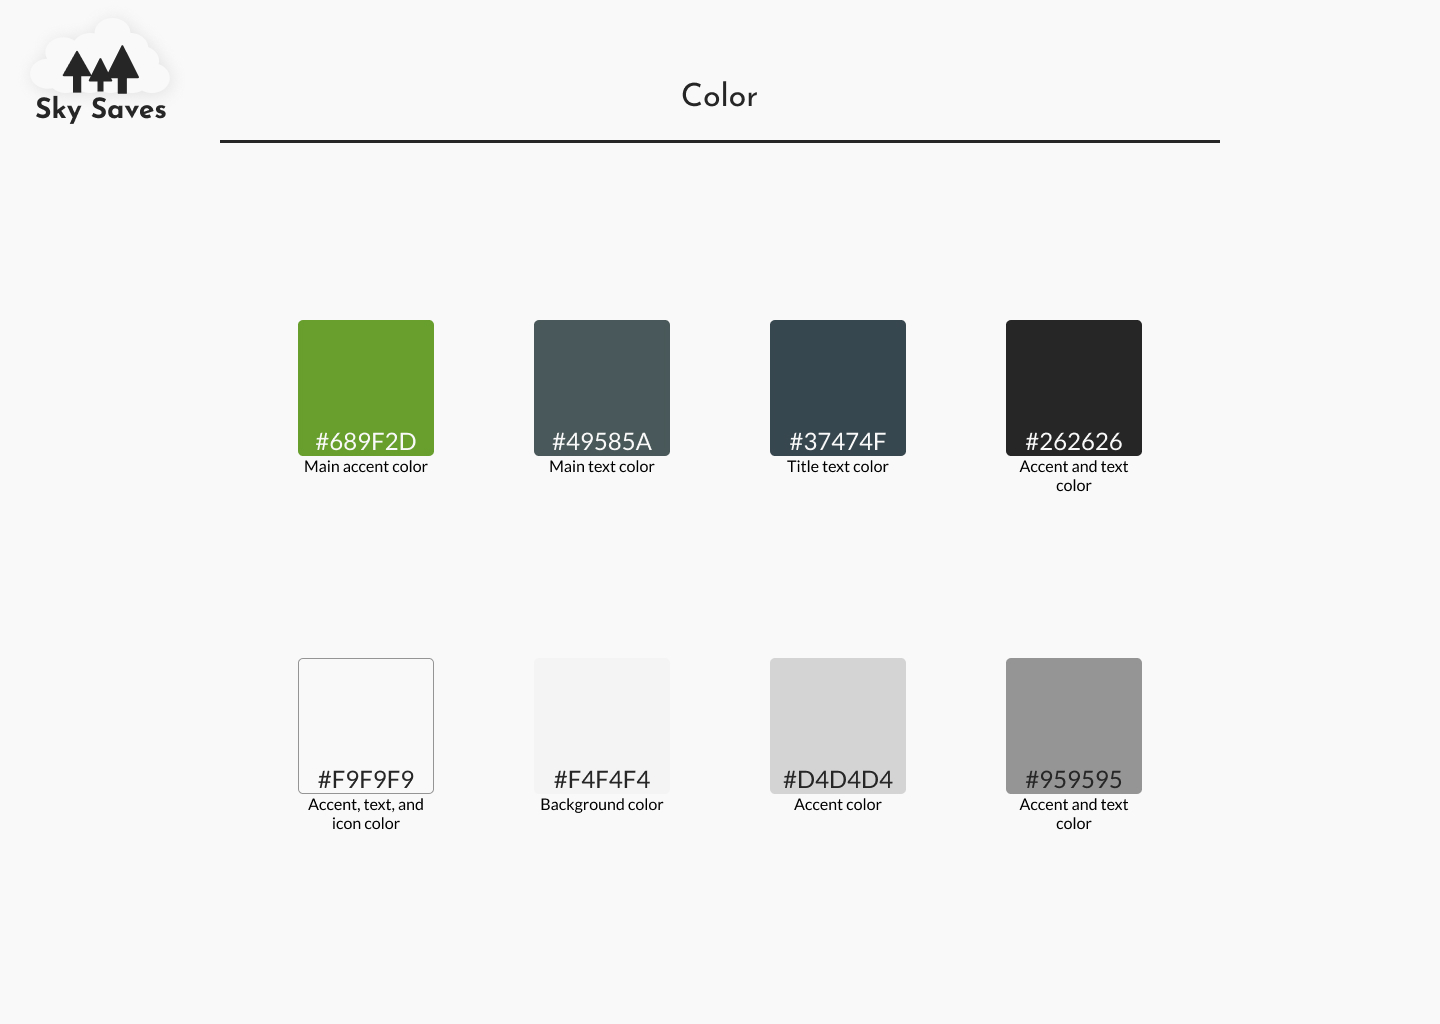 Sky Saves
Color
#689F2D
Main accent color
#49585A
Main text color
#37474F
Title text color
#262626
Accent and text
color
#F9F9F9
Accent, text, and
icon color
#F4F4F4
Background color
#D4D4D4
Accent color
#959595
Accent and text
color